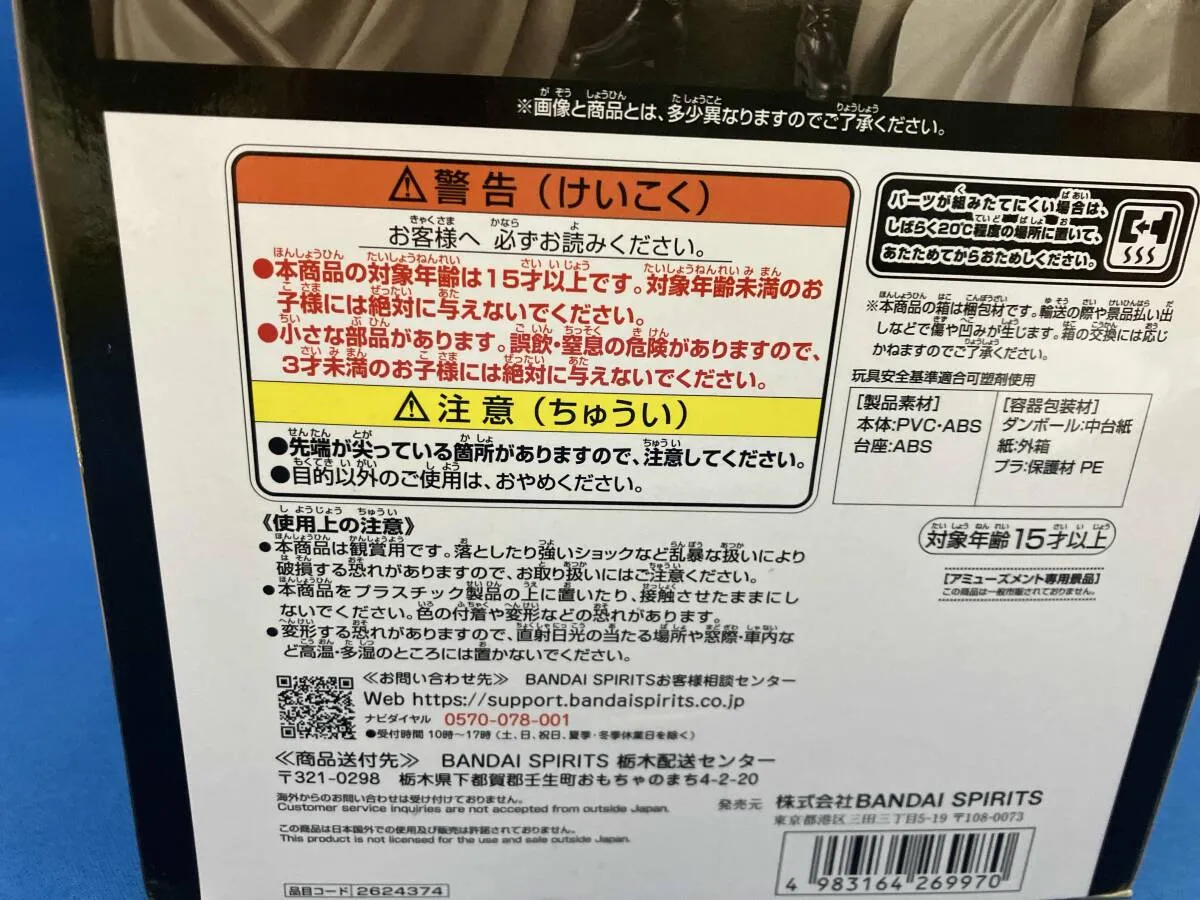 ※画像と商品とは、多少異なりますのでご了承ください。
⚠警告（けいこく）
お客様へ 必ずお読みください。
●本商品の対象年齢は15才以上です。対象年齢未満のお
子様には絶対に与えないでください。
●小さな部品があります。誤飲・窒息の危険がありますので、
3才未満のお子様には絶対に与えないでください。
⚠注意（ちゅうい）
●先端が尖っている箇所がありますので、注意してください。
●目的以外のご使用は、おやめください。
《使用上の注意》
●本商品は観賞用です。落としたり強いショックなど乱暴な扱いにより
破損する恐れがありますので、お取り扱いにはご注意ください。
●本商品をプラスチック製品の上に置いたり、接触させたままにし
ないでください。色の付着や変形などの恐れがあります。
●変形する恐れがありますので、直射日光の当たる場所や窓際・車内な
ど高温・多湿のところには置かないでください。
≪お問い合わせ先≫ BANDAI SPIRITSお客様相談センター
Web https://support.bandaispirits.co.jp
ナビダイヤル 0570-078-001
●受付時間 10時～17時（土、日、祝日、夏季・冬季休業日を除く）
≪商品送付先≫ BANDAI SPIRITS 栃木配送センター
〒321-0298 栃木県下都賀郡壬生町おもちゃのまち4-2-20
海外からのお問い合わせは受け付けておりません。
Customer service inquiries are not accepted from outside Japan.
この商品は日本国外での使用及び販売は許諾されておりません。
This product is not licensed for the use and sale outside Japan.
品目コード 2624374
パーツが組みたてにくい場合は、
しばらく20℃程度の場所に置いて、
あたためてからおためしください。
※本商品の箱は梱包材です。輸送の際や景品払い出
しなどで傷や凹みが生じます。箱の交換には応じ
かねますのでご了承ください。
玩具安全基準適合可塑剤使用
[製品素材]
本体:PVC・ABS
台座:ABS
[容器包装材]
ダンボール:中台紙
紙:外箱
プラ:保護材 PE
対象年齢15才以上
【アミューズメント専用景品】
この商品は一般市販されておりません。
発売元 株式会社BANDAI SPIRITS
東京都港区三田三丁目5-19 〒108-0073
4 983164 269970